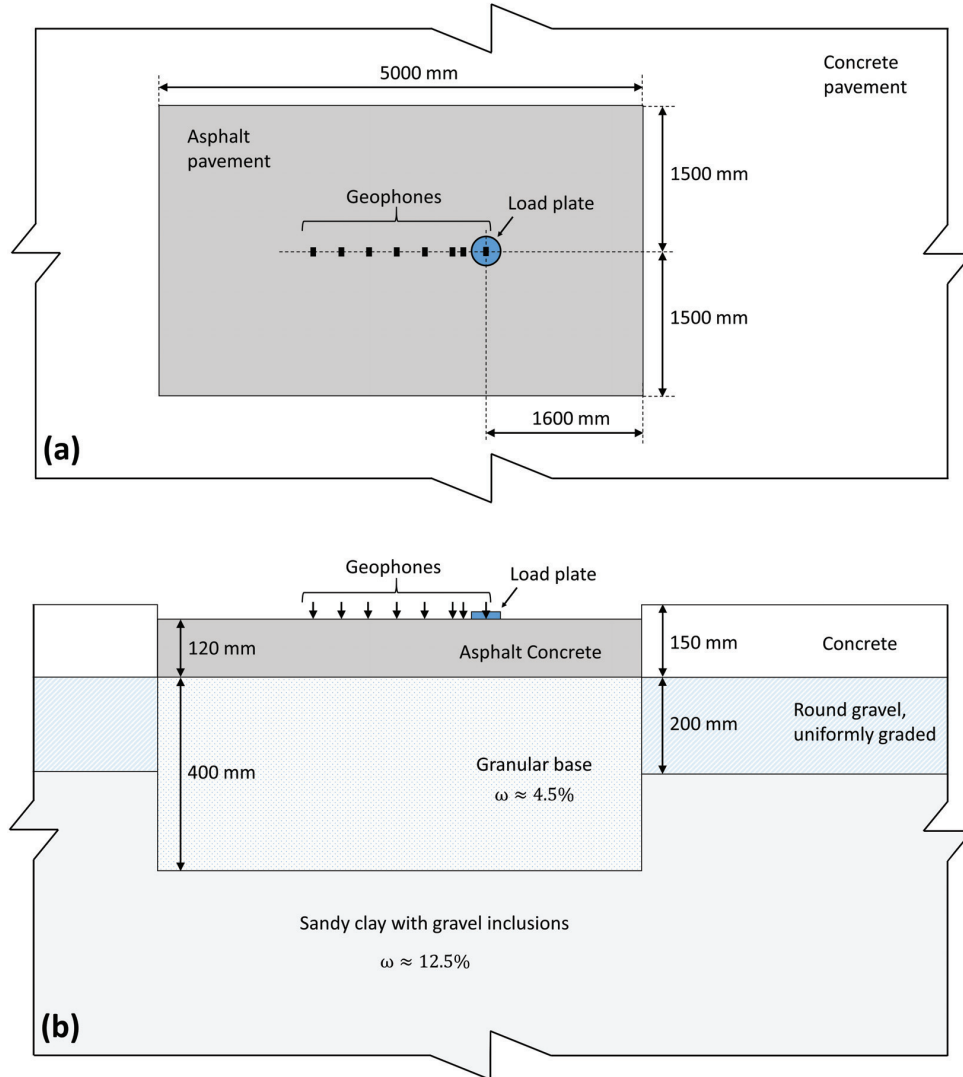 5000 mm
Concrete
pavement
Asphalt
pavement
Geophones
Load plate
1500 mm
1500 mm
1600 mm
(a)
Geophones
Load plate
120 mm
Asphalt Concrete
150 mm
Concrete
200 mm
Round gravel,
uniformly graded
400 mm
Granular base
ω ≈ 4.5%
Sandy clay with gravel inclusions
ω ≈ 12.5%
(b)